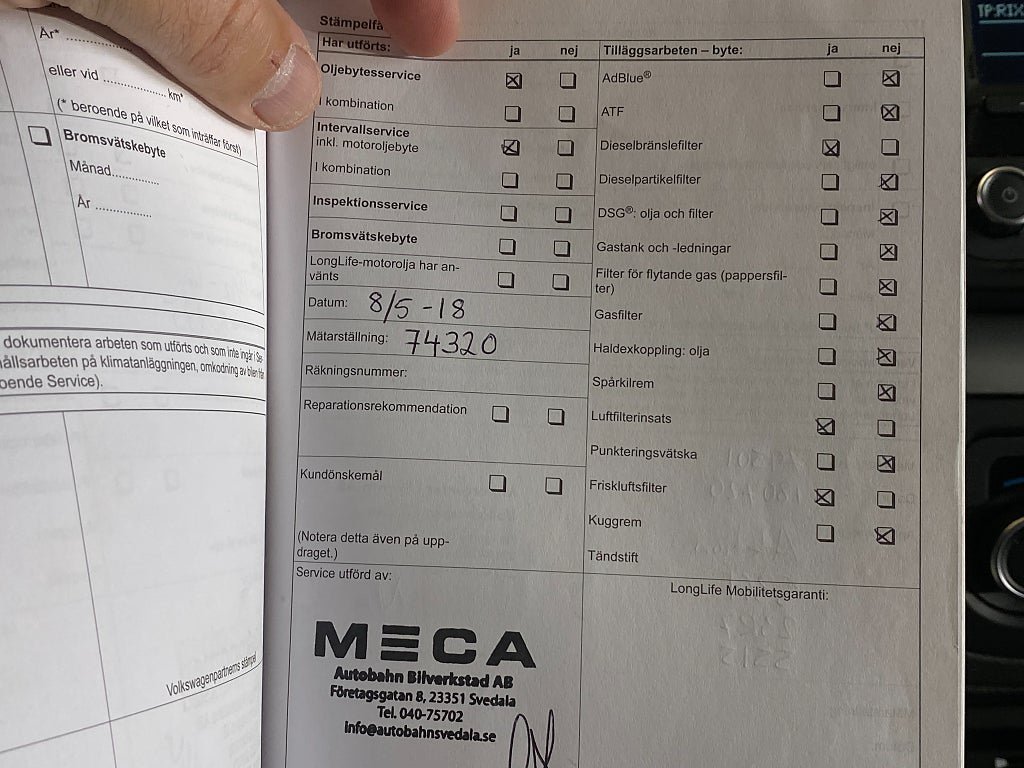 År* ....................
eller vid .................. km*
(* beroende på vilket som inträffar först)
Bromsvätskebyte
Månad.............
År ...............
dokumentera arbeten som utförts och som inte ingår i Se-
hållsarbeten på klimatanläggningen, omkodning av bilen från
oende Service).
Volkswagenpartnerns stämpel
Stämpelfä
Har utförts: ja nej
Oljebytesservice
I kombination
Intervallservice
inkl. motoroljebyte
I kombination
Inspektionsservice
Bromsvätskebyte
LongLife-motorolja har an-
vänts
Datum: 8/5 -18
Mätarställning: 74320
Räkningsnummer:
Reparationsrekommendation
Kundönskemål
(Notera detta även på upp-
draget.)
Service utförd av:
MECA
Autobahn Bilverkstad AB
Företagsgatan 8, 23351 Svedala
Tel. 040-75702
Info@autobahnsvedala.se
Tilläggsarbeten – byte: ja nej
AdBlue®
ATF
Dieselbränslefilter
Dieselpartikelfilter
DSG®: olja och filter
Gastank och -ledningar
Filter för flytande gas (pappersfil-
ter)
Gasfilter
Haldexkoppling: olja
Spårkilrem
Luftfilterinsats
Punkteringsvätska
Friskluftsfilter
Kuggrem
Tändstift
LongLife Mobilitetsgaranti:
TP:RIX